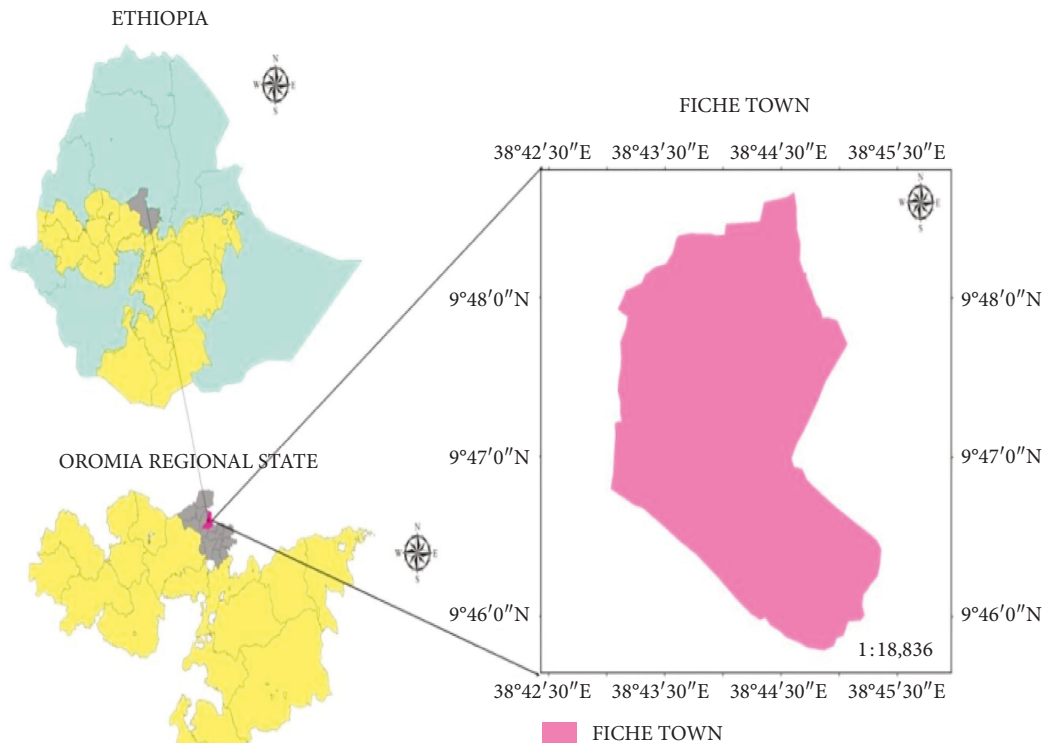 ETHIOPIA
N
W E
S
OROMIA REGIONAL STATE
N
W E
S
FICHE TOWN
38°42′30″E 38°43′30″E 38°44′30″E 38°45′30″E
N
W E
S
9°48′0″N 9°48′0″N
9°47′0″N 9°47′0″N
9°46′0″N 9°46′0″N
1:18,836
38°42′30″E 38°43′30″E 38°44′30″E 38°45′30″E
FICHE TOWN